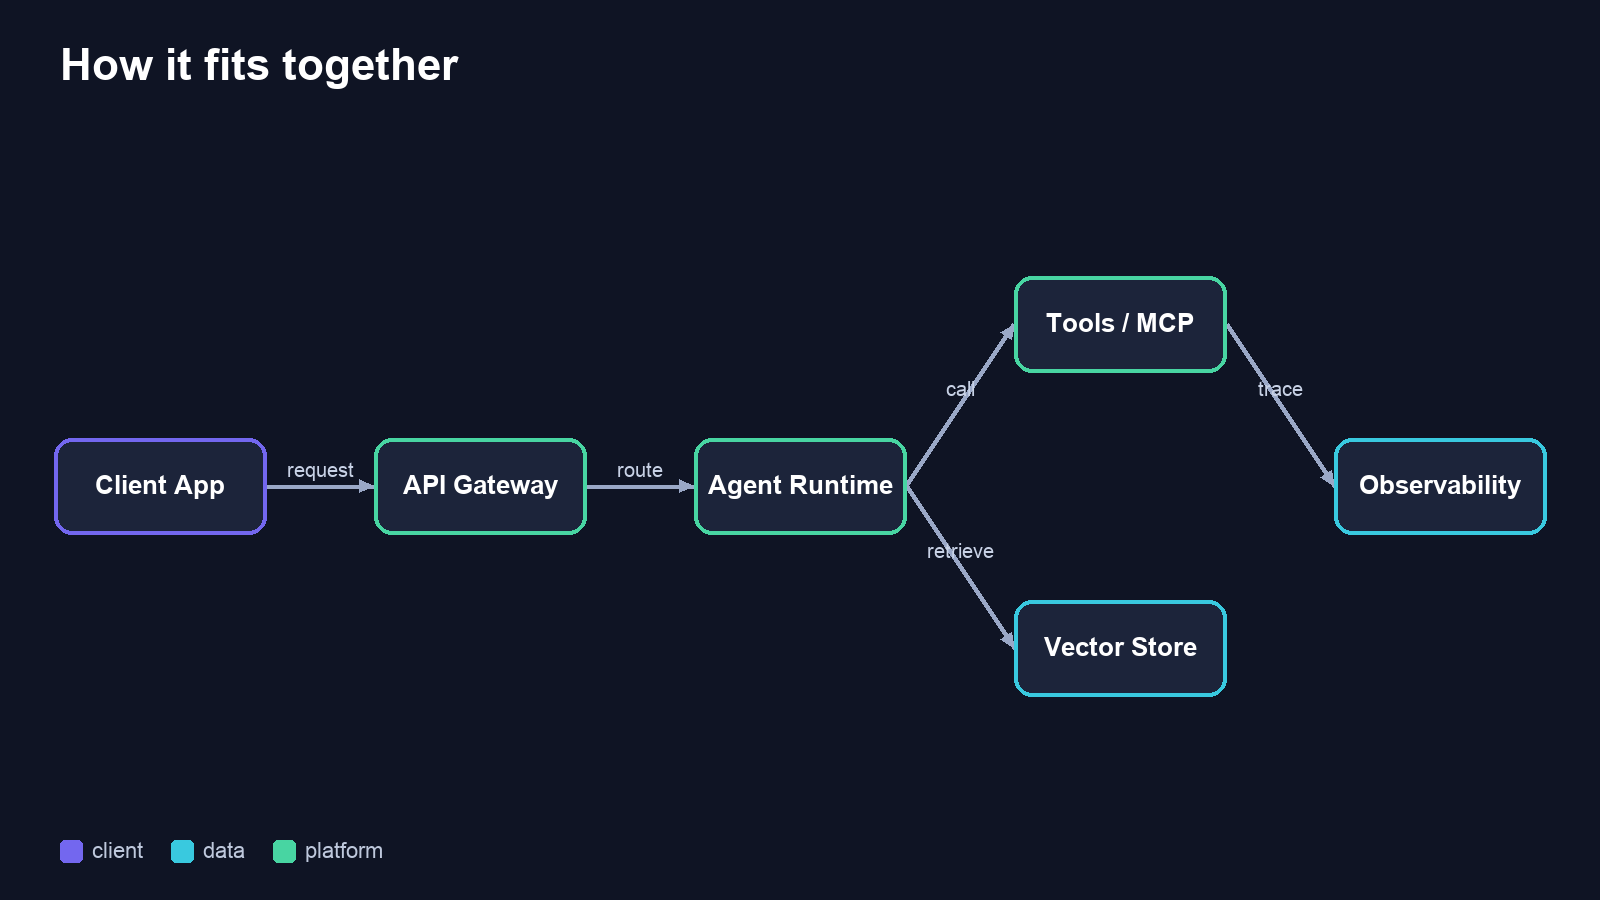 How it fits together
Tools / MCP
call
trace
Client App
request
API Gateway
route
Agent Runtime
Observability
retrieve
Vector Store
client
data
platform